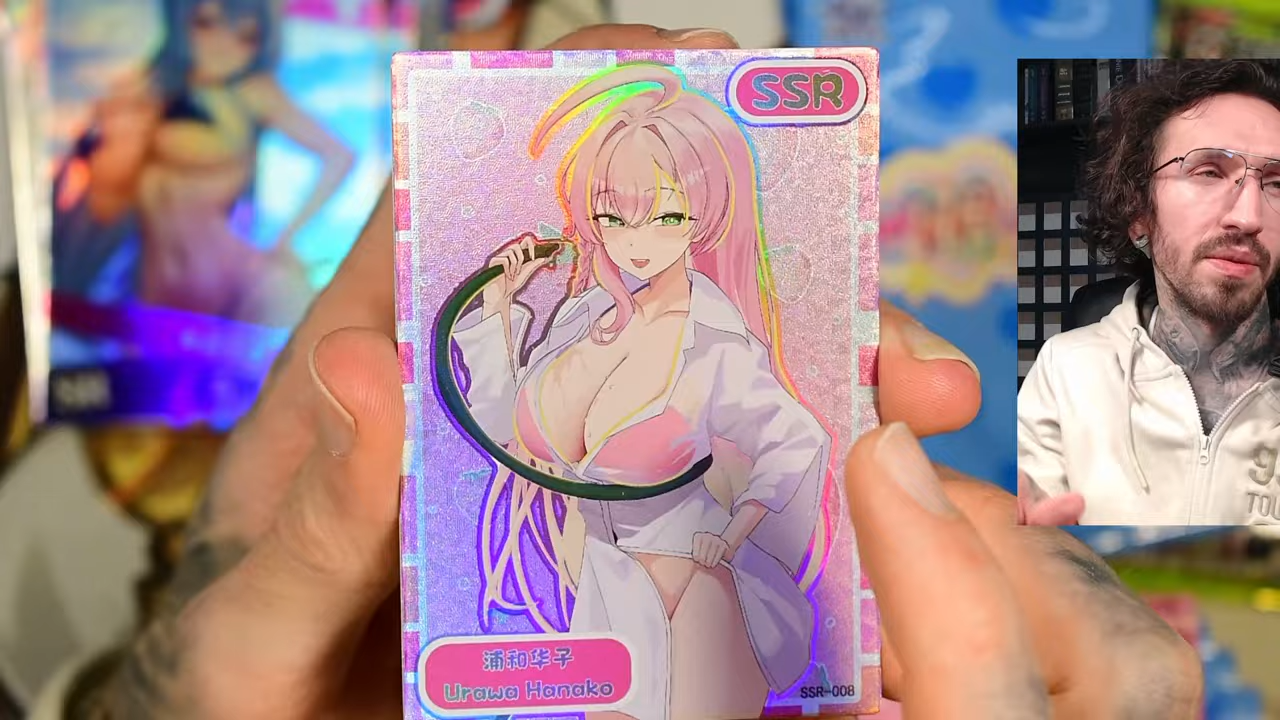 SSR
浦和华子
Urawa Hanako
SSR-008